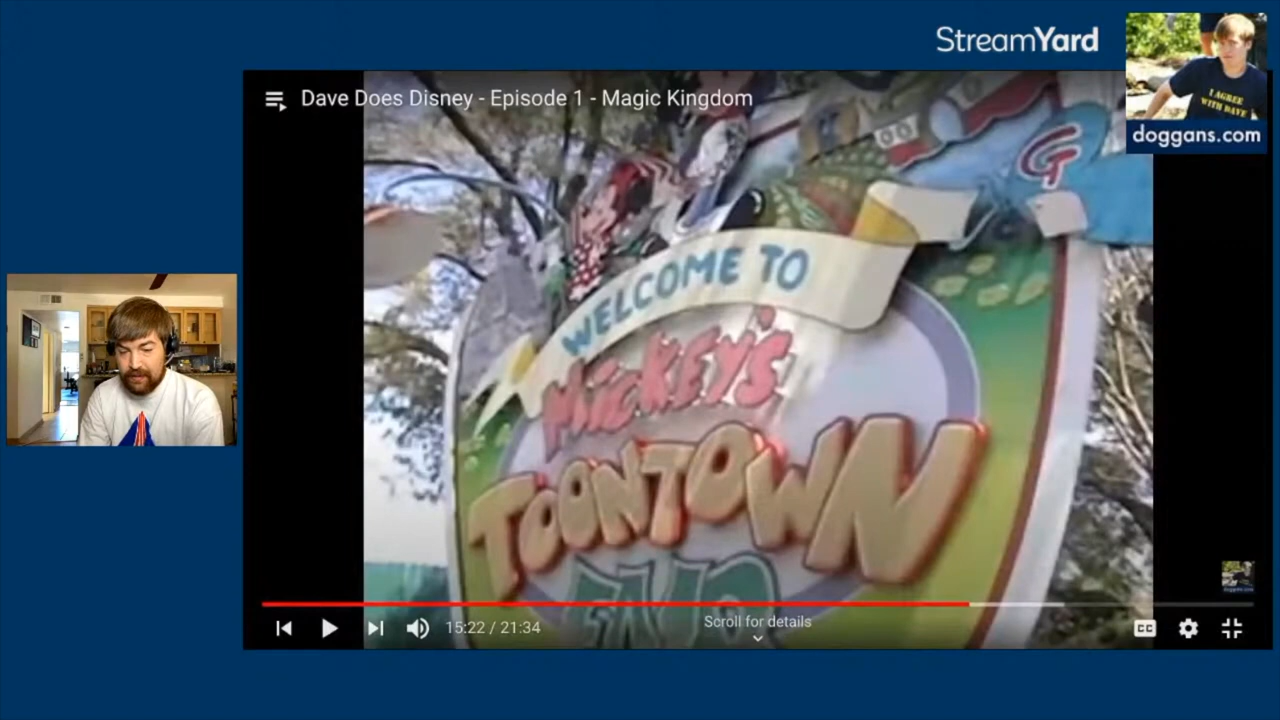 StreamYard
I AGREE
WITH DAVE
doggans.com
Dave Does Disney - Episode 1 - Magic Kingdom
GT
WELCOME TO
MickEY's
TOONTOWN
15:22 / 21:34
Scroll for details
CC